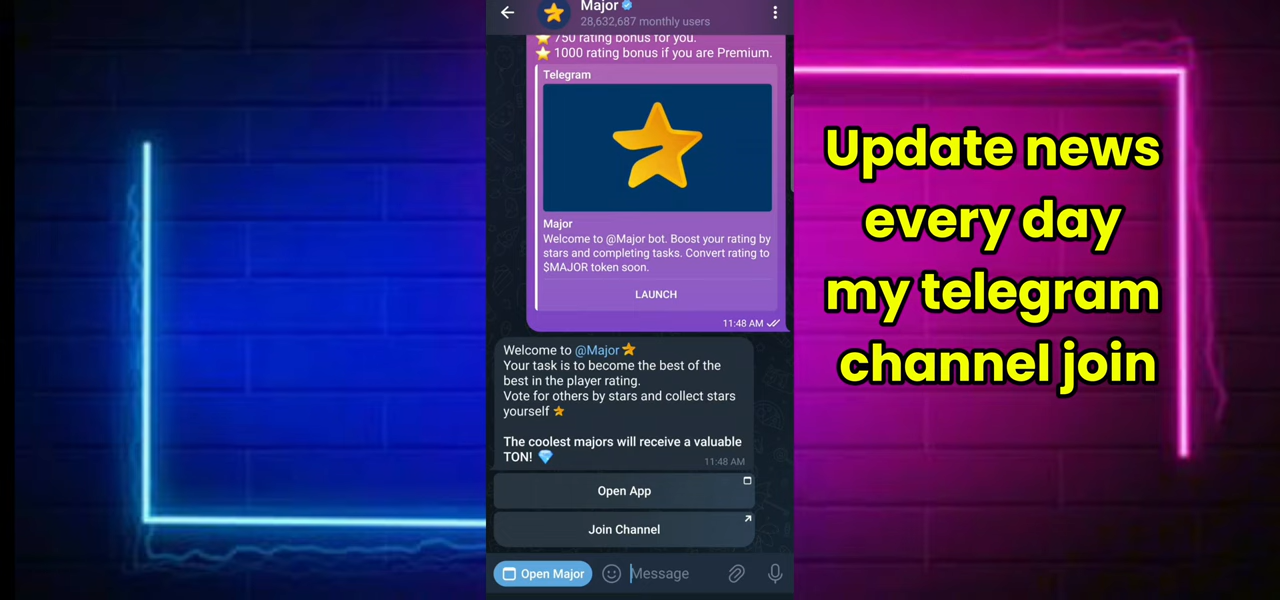 Major
28,632,687 monthly users
750 rating bonus for you.
1000 rating bonus if you are Premium.
Telegram
Major
Welcome to @Major bot. Boost your rating by
stars and completing tasks. Convert rating to
$MAJOR token soon.
LAUNCH
11:48 AM
Welcome to @Major
Your task is to become the best of the
best in the player rating.
Vote for others by stars and collect stars
yourself
The coolest majors will receive a valuable
TON!
11:48 AM
Open App
Join Channel
Open Major
Message
Update news
every day
my telegram
channel join